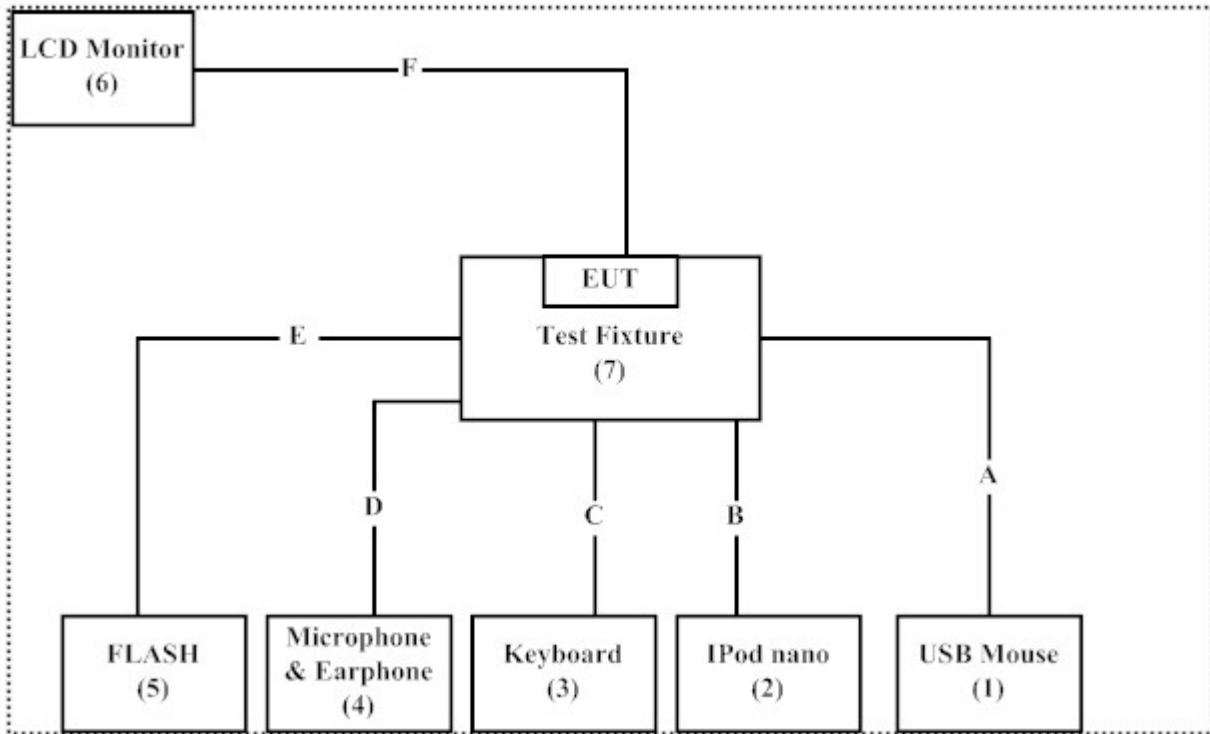 LCD Monitor
(6)
F
EUT
Test Fixture
(7)
E
A
D
C
B
FLASH
(5)
Microphone
& Earphone
(4)
Keyboard
(3)
IPod nano
(2)
USB Mouse
(1)